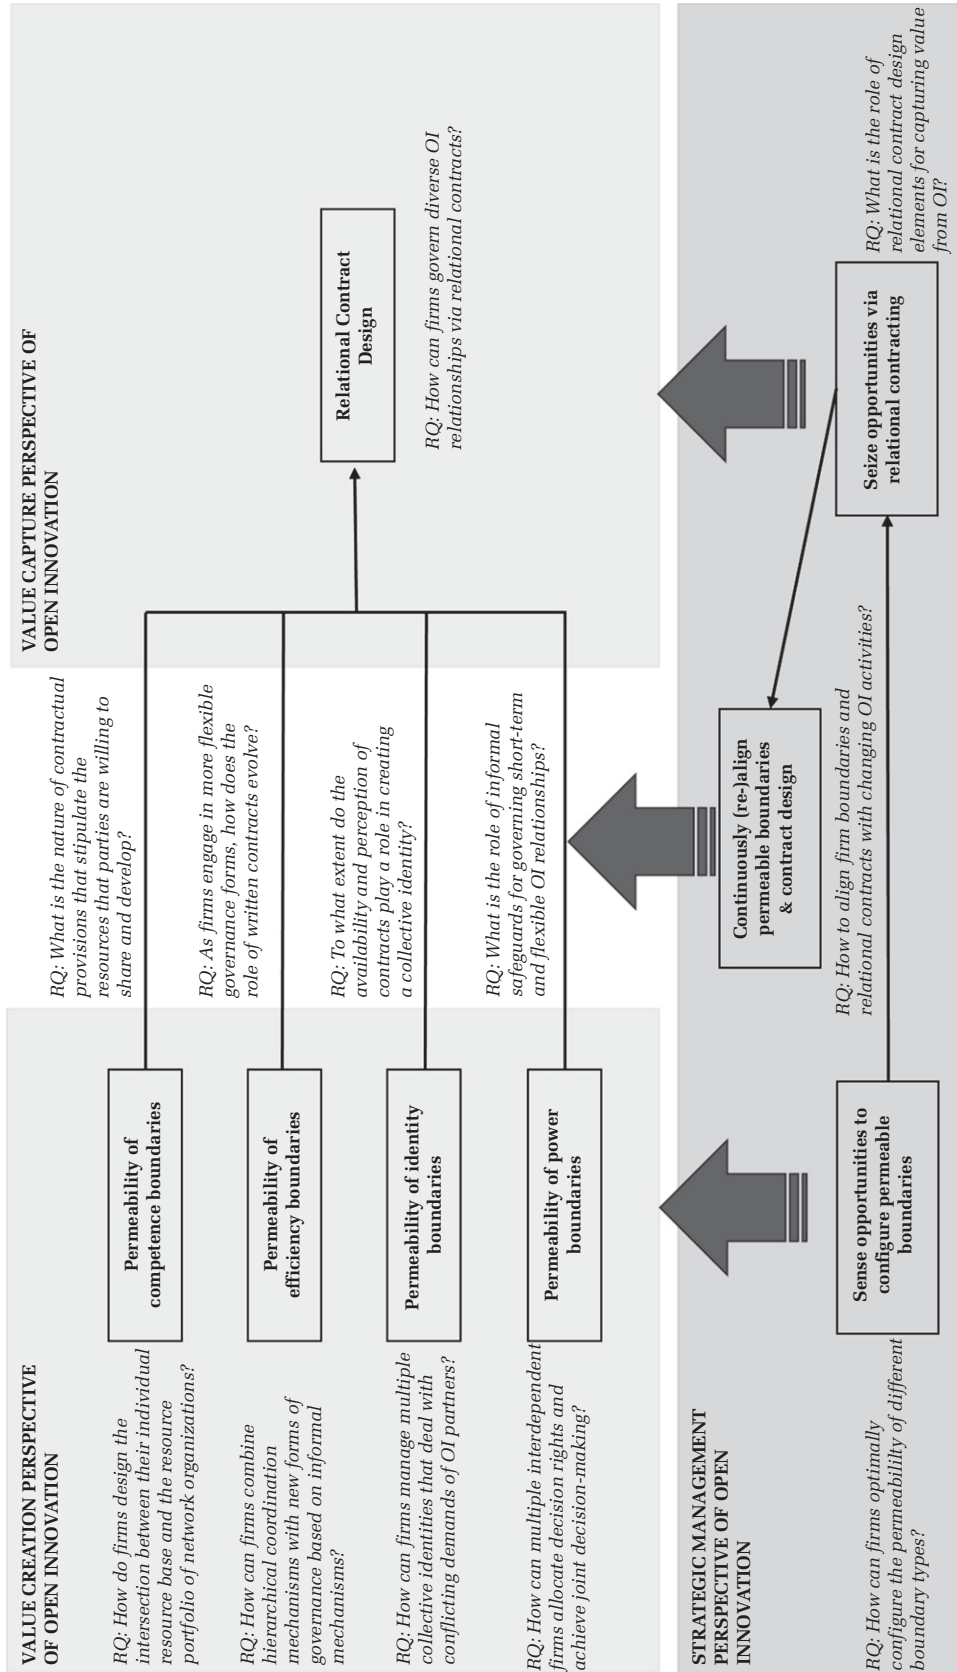 VALUE CREATION PERSPECTIVE
OF OPEN INNOVATION
RQ: How do firms design the
intersection between their individual
resource base and the resource
portfolio of network organizations?
RQ: How can firms combine
hierarchical coordination
mechanisms with new forms of
governance based on informal
mechanisms?
RQ: How can firms manage multiple
collective identities that deal with
conflicting demands of OI partners?
RQ: How can multiple interdependent
firms allocate decision rights and
achieve joint decision-making?
Permeability of
competence boundaries
Permeability of
efficiency boundaries
Permeability of identity
boundaries
Permeability of power
boundaries
RQ: What is the nature of contractual
provisions that stipulate the
resources that parties are willing to
share and develop?
RQ: As firms engage in more flexible
governance forms, how does the
role of written contracts evolve?
RQ: To what extent do the
availability and perception of
contracts play a role in creating
a collective identity?
RQ: What is the role of informal
safeguards for governing short-term
and flexible OI relationships?
VALUE CAPTURE PERSPECTIVE OF
OPEN INNOVATION
Relational Contract
Design
RQ: How can firms govern diverse OI
relationships via relational contracts?
STRATEGIC MANAGEMENT
PERSPECTIVE OF OPEN
INNOVATION
RQ: How can firms optimally
configure the permeability of different
boundary types?
Sense opportunities to
configure permeable
boundaries
Continuously (re-)align
permeable boundaries
& contract design
RQ: How to align firm boundaries and
relational contracts with changing OI activities?
Seize opportunities via
relational contracting
RQ: What is the role of
relational contract design
elements for capturing value
from OI?